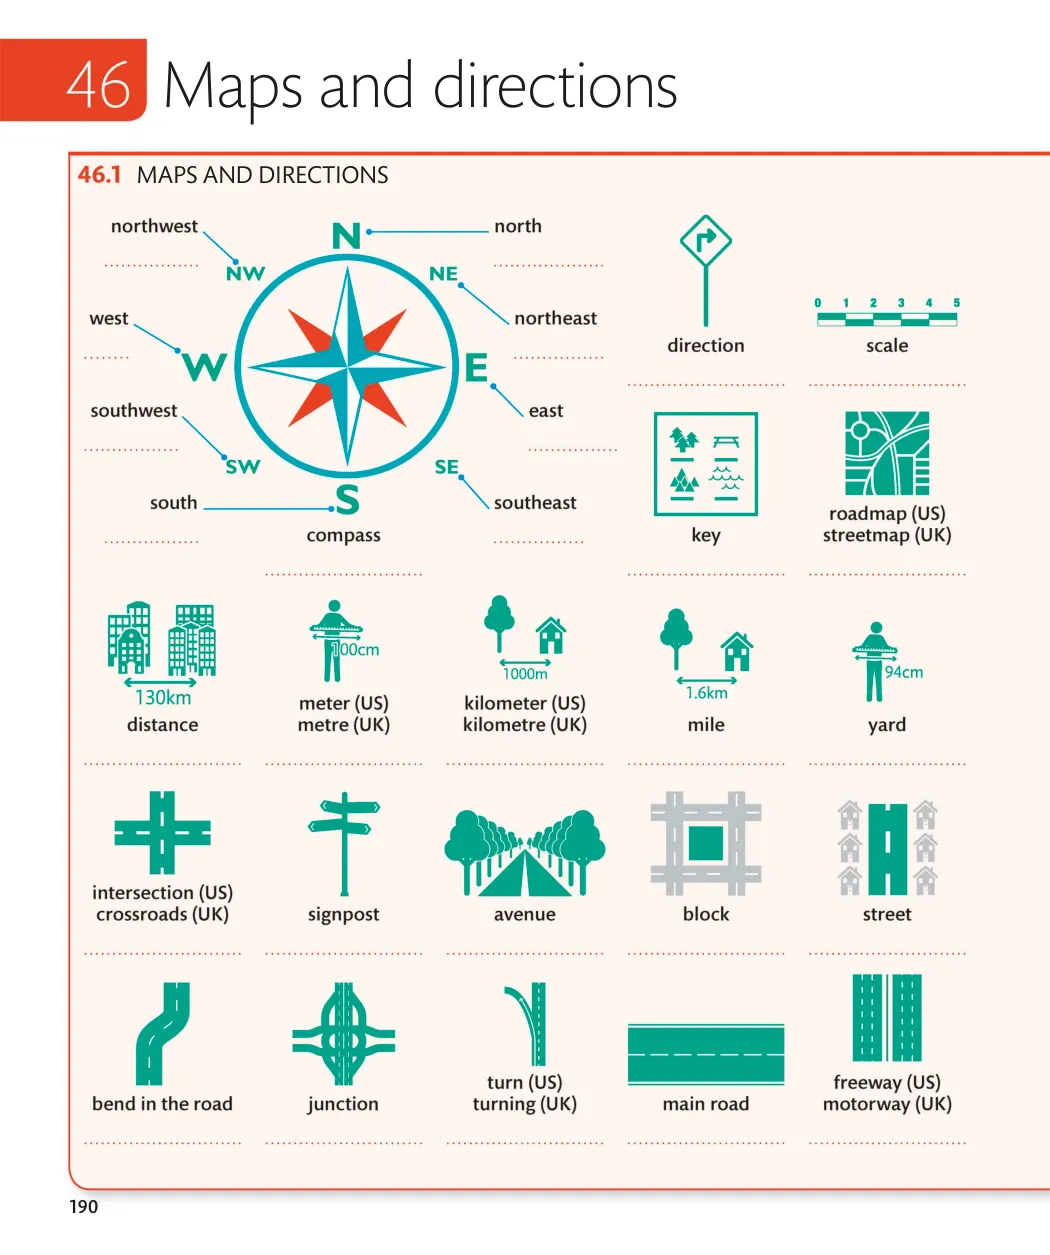 46 Maps and directions
46.1 MAPS AND DIRECTIONS
northwest
N
north
NW
NE
west
northeast
W
E
southwest
east
SW
SE
south
S
southeast
compass
direction
0 1 2 3 4 5
scale
key
roadmap (US)
streetmap (UK)
130km
distance
100cm
meter (US)
metre (UK)
1000m
kilometer (US)
kilometre (UK)
1.6km
mile
94cm
yard
intersection (US)
crossroads (UK)
signpost
avenue
block
street
bend in the road
junction
turn (US)
turning (UK)
main road
freeway (US)
motorway (UK)
190